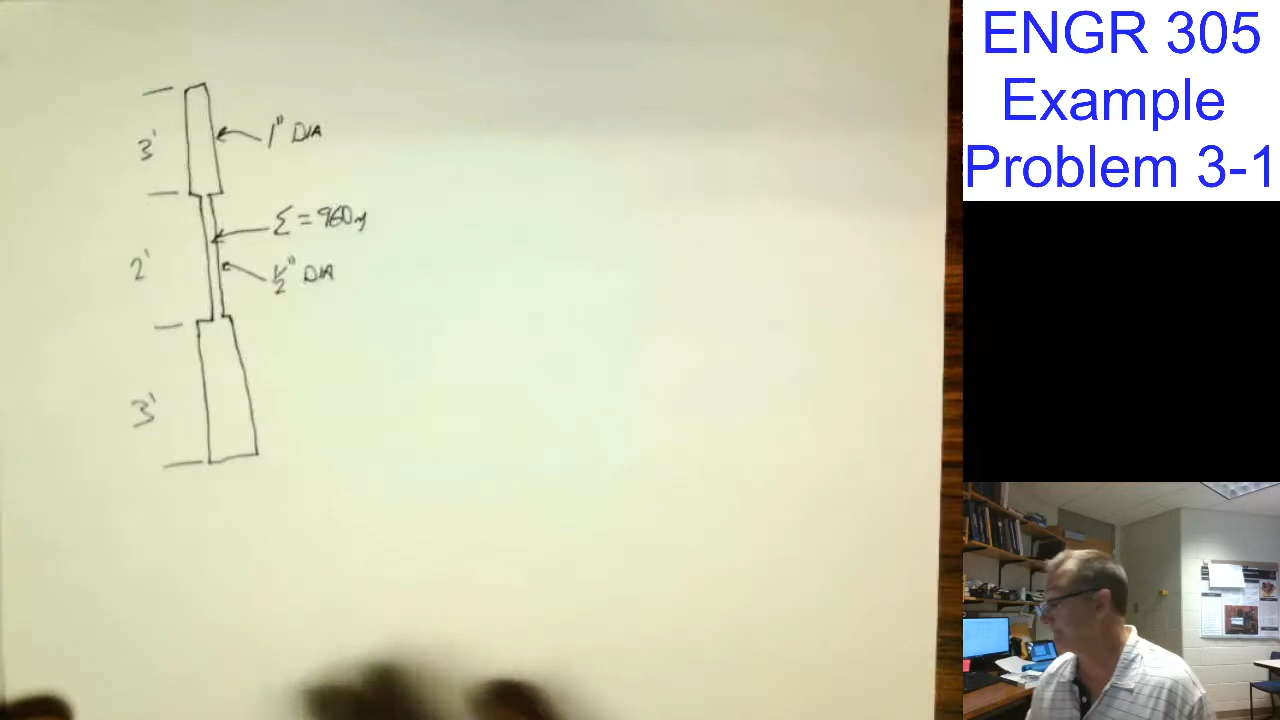 ENGR 305
Example
Problem 3-1
3'
1" DIA
Σ = 960μ
2'
1/2" DIA
3'